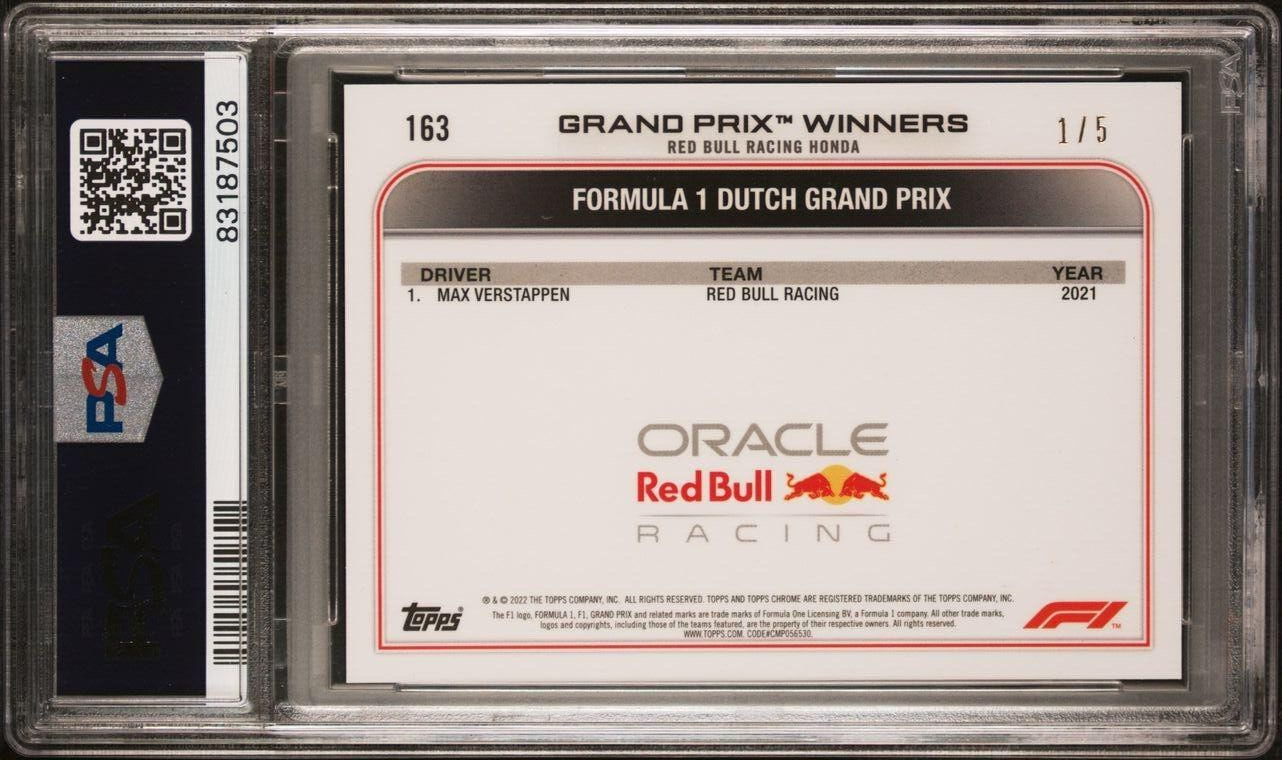 83187503
PSA
163
GRAND PRIX™ WINNERS
1/5
RED BULL RACING HONDA
FORMULA 1 DUTCH GRAND PRIX
DRIVER TEAM YEAR
1. MAX VERSTAPPEN RED BULL RACING 2021
ORACLE
Red Bull
RACING
® & © 2022 THE TOPPS COMPANY, INC. ALL RIGHTS RESERVED. TOPPS AND TOPPS CHROME ARE REGISTERED TRADEMARKS OF THE TOPPS COMPANY, INC.
The F1 logo, FORMULA 1, F1, GRAND PRIX and related marks are trade marks of Formula One Licensing BV, a Formula 1 company. All other trade marks,
logos and copyrights, including those of the teams featured, are the property of their respective owners. All rights reserved.
WWW.TOPPS.COM. CODE#CMP056530.
Topps®
F1™
PSA
PSA